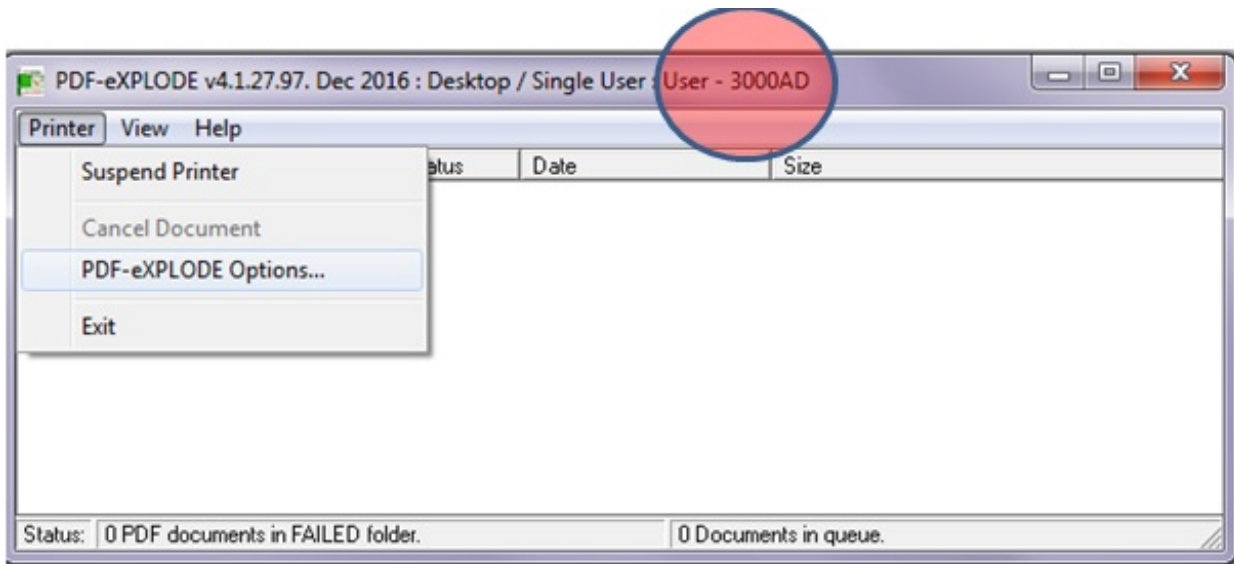 PDF-eXPLODE v4.1.27.97. Dec 2016 : Desktop / Single User : User - 3000AD
Printer View Help
Date Size
Suspend Printer
Cancel Document
PDF-eXPLODE Options...
Exit
Status: 0 PDF documents in FAILED folder. 0 Documents in queue.